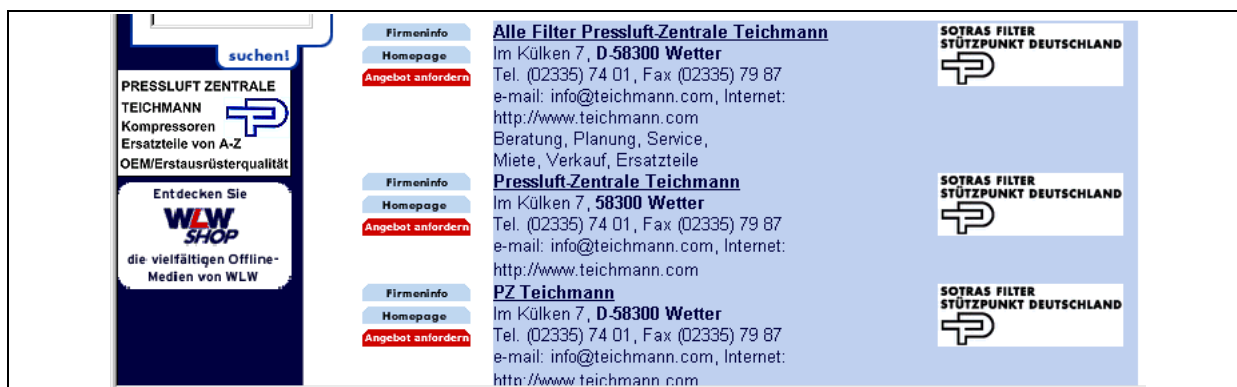 suchen!
PRESSLUFT ZENTRALE
TEICHMANN
Kompressoren
Ersatzteile von A-Z
OEM/Erstausrüsterqualität
Entdecken Sie
WLW
SHOP
die vielfältigen Offline-
Medien von WLW
Firmeninfo
Homepage
Angebot anfordern
Alle Filter Pressluft-Zentrale Teichmann
Im Külken 7, D-58300 Wetter
Tel. (02335) 74 01, Fax (02335) 79 87
e-mail: info@teichmann.com, Internet:
http://www.teichmann.com
Beratung, Planung, Service,
Miete, Verkauf, Ersatzteile
SOTRAS FILTER
STÜTZPUNKT DEUTSCHLAND
Firmeninfo
Homepage
Angebot anfordern
Pressluft-Zentrale Teichmann
Im Külken 7, 58300 Wetter
Tel. (02335) 74 01, Fax (02335) 79 87
e-mail: info@teichmann.com, Internet:
http://www.teichmann.com
SOTRAS FILTER
STÜTZPUNKT DEUTSCHLAND
Firmeninfo
Homepage
Angebot anfordern
PZ Teichmann
Im Külken 7, D-58300 Wetter
Tel. (02335) 74 01, Fax (02335) 79 87
e-mail: info@teichmann.com, Internet:
http://www.teichmann.com
SOTRAS FILTER
STÜTZPUNKT DEUTSCHLAND